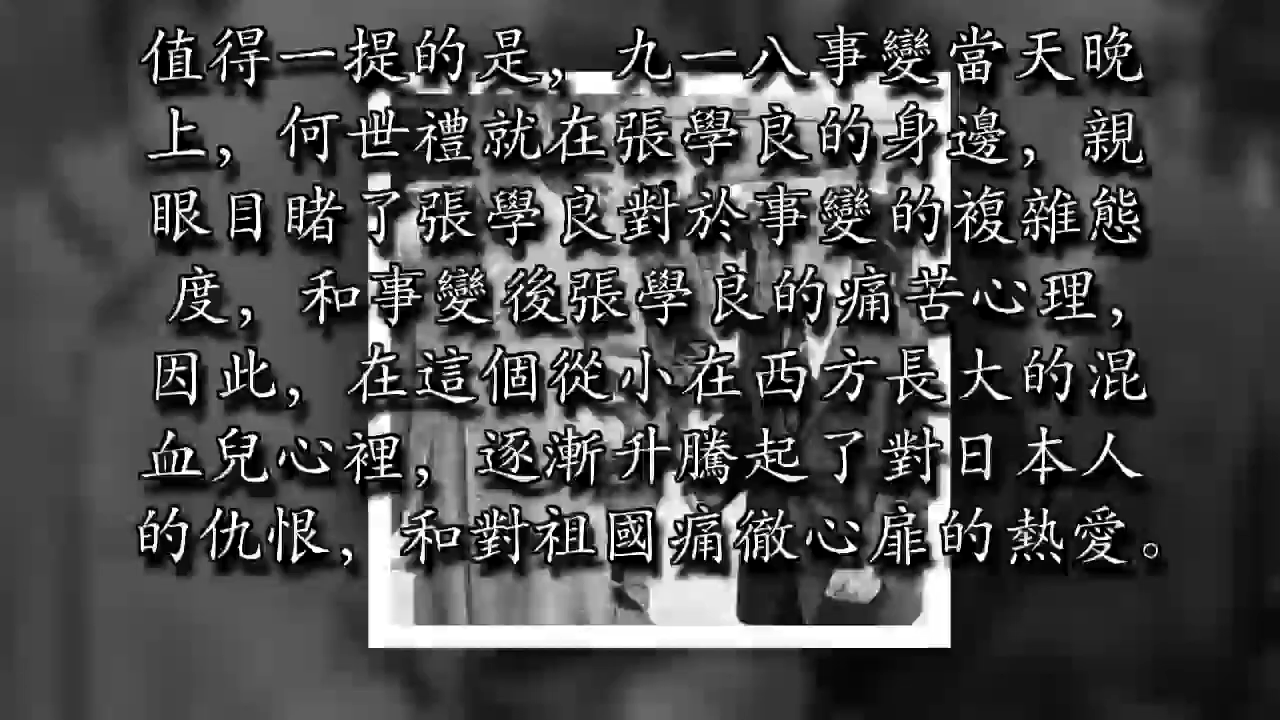 值得一提的是，九一八事變當天晚
上，何世禮就在張學良的身邊，親
眼目睹了張學良對於事變的複雜態
度，和事變後張學良的痛苦心理，
因此，在這個從小在西方長大的混
血兒心裡，逐漸升騰起了對日本人
的仇恨，和對祖國痛徹心扉的熱愛。